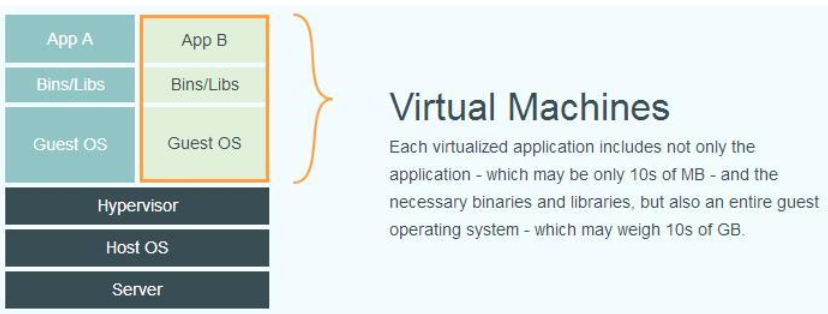 App A App B
Bins/Libs Bins/Libs
Guest OS Guest OS
Hypervisor
Host OS
Server
Virtual Machines
Each virtualized application includes not only the
application - which may be only 10s of MB - and the
necessary binaries and libraries, but also an entire guest
operating system - which may weigh 10s of GB.